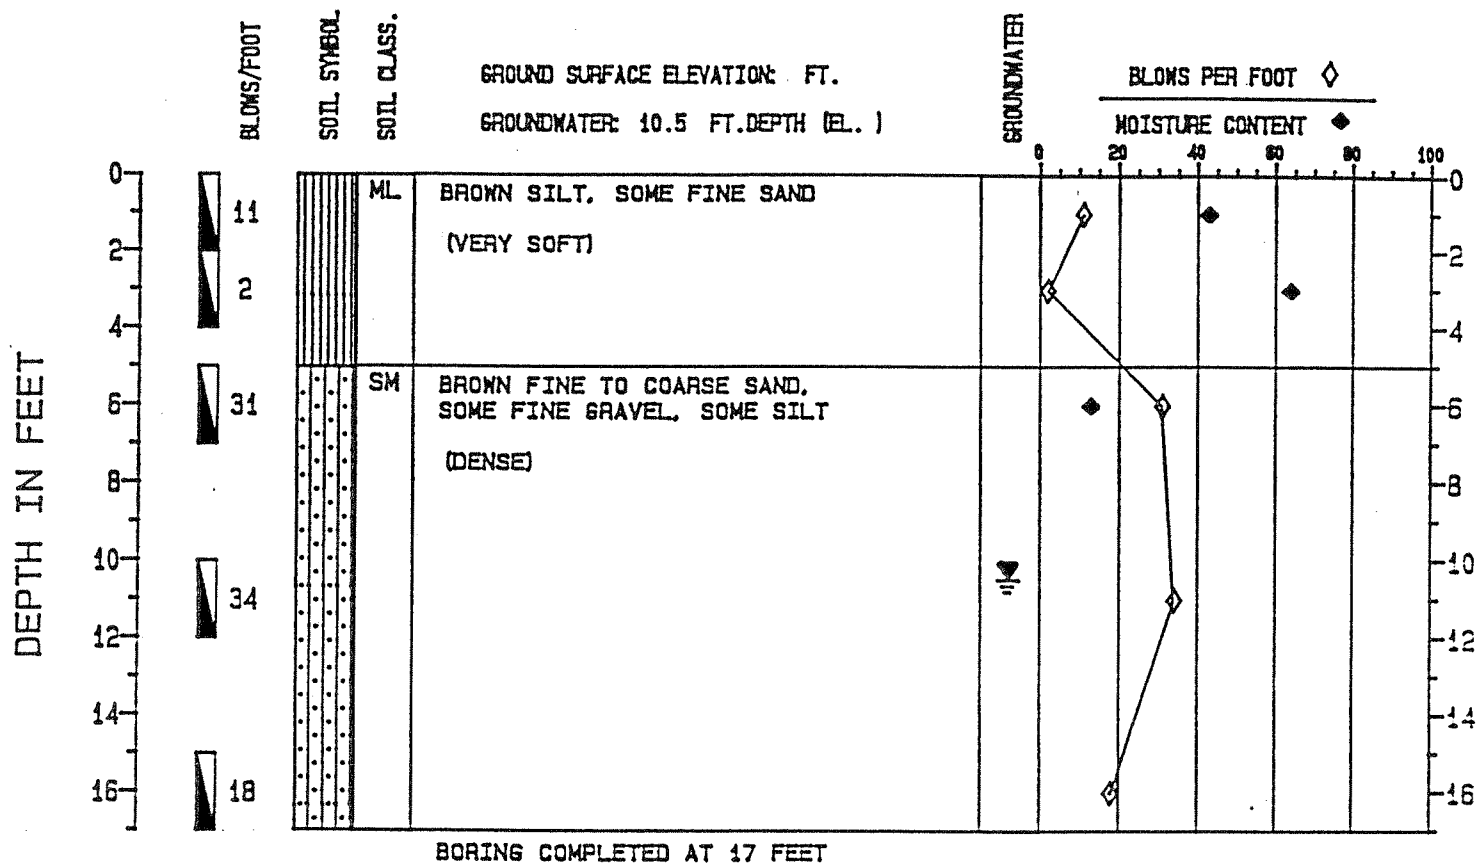 BLOWS/FOOT
SOIL SYMBOL
SOIL CLASS.
GROUND SURFACE ELEVATION: FT.
GROUNDWATER: 10.5 FT.DEPTH (EL. )
GROUNDWATER
BLOWS PER FOOT
MOISTURE CONTENT
0 20 40 60 80 100
DEPTH IN FEET
0
2
4
6
8
10
12
14
16
11
2
31
34
18
ML
BROWN SILT, SOME FINE SAND
(VERY SOFT)
SM
BROWN FINE TO COARSE SAND,
SOME FINE GRAVEL, SOME SILT
(DENSE)
0
2
4
6
8
10
12
14
16
BORING COMPLETED AT 17 FEET